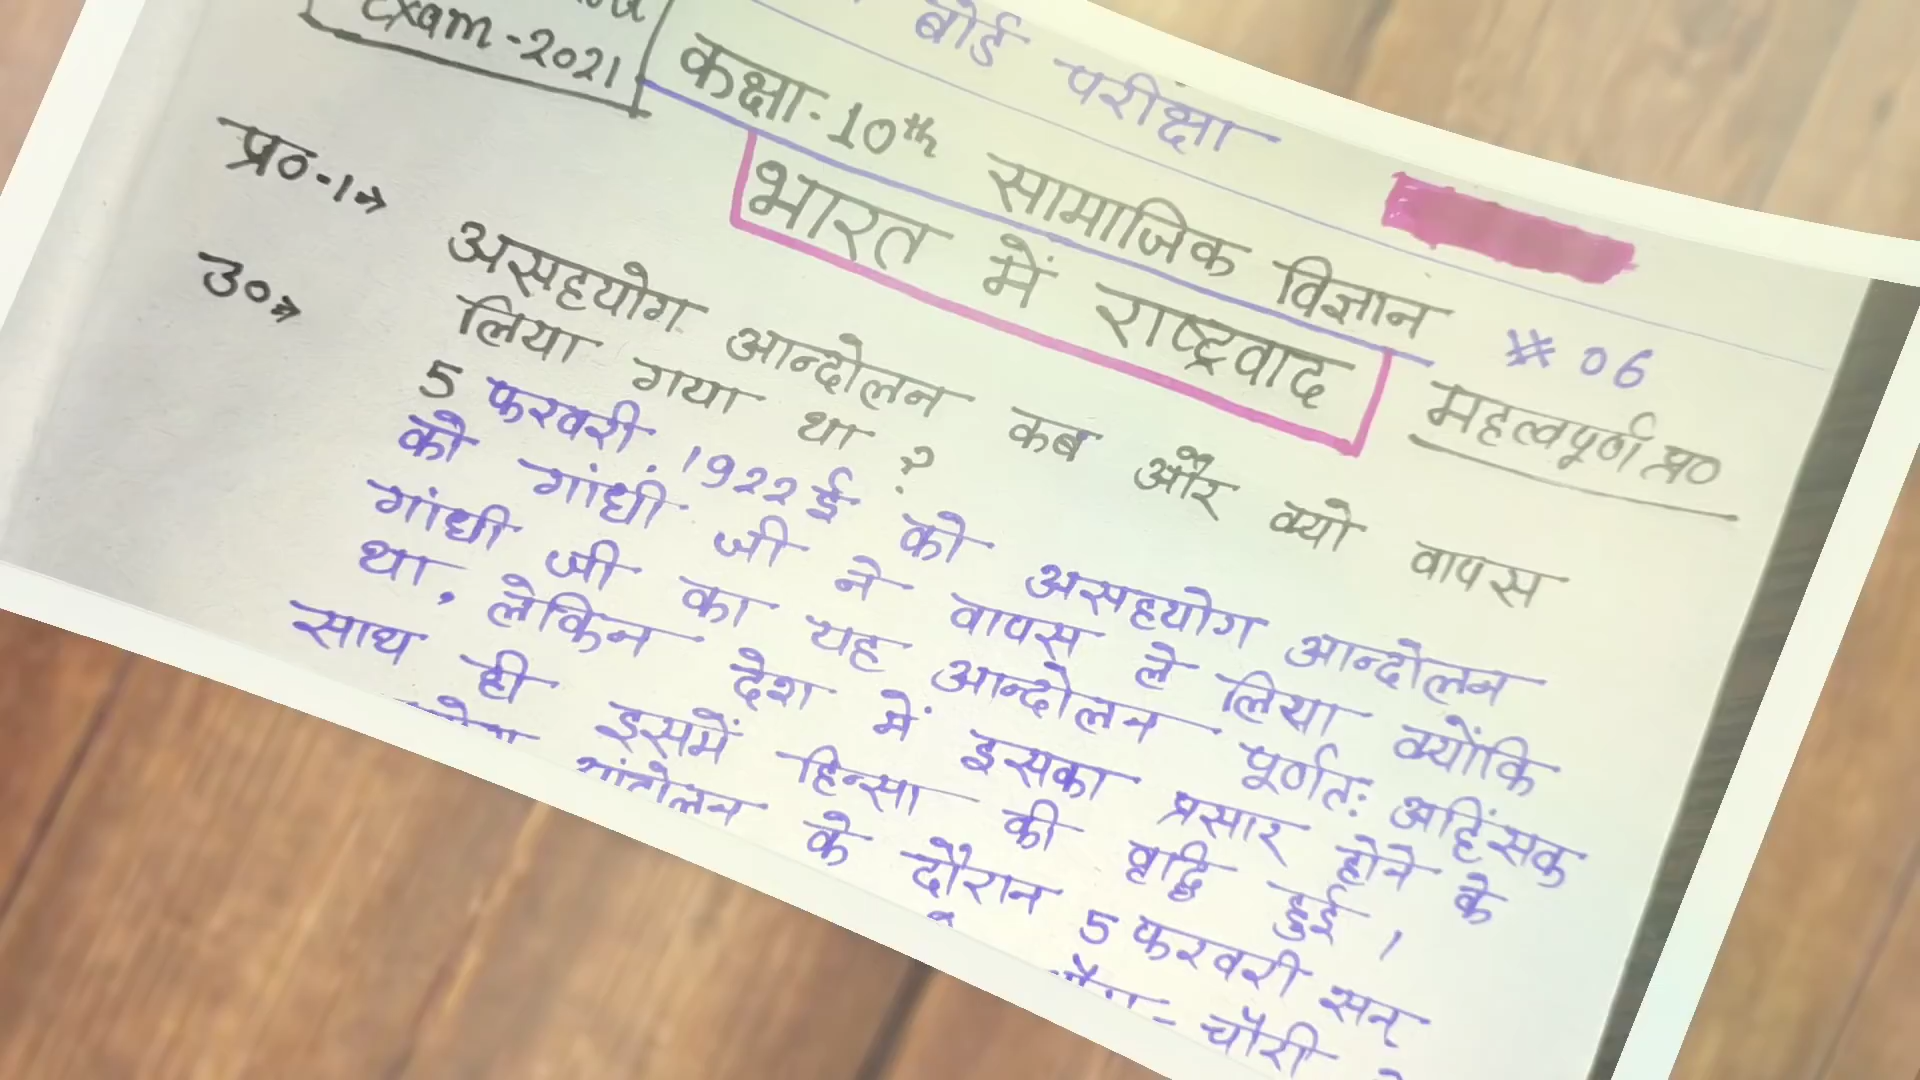 बोर्ड परीक्षा
Exam-2021
कक्षा-10th सामाजिक विज्ञान
भारत में राष्ट्रवाद
# 06
महत्वपूर्ण प्र०
प्र०-1→ असहयोग आन्दोलन कब और क्यो वापस
लिया गया था ?
उ०→ 5 फरवरी, 1922 ई को असहयोग आन्दोलन
को गांधी जी ने वापस ले लिया क्योंकि
गांधी जी का यह आन्दोलन पूर्णतः अहिंसक
था, लेकिन देश में इसका प्रसार होने के
साथ ही इसमें हिन्सा की वृद्धि हुई ।
आंदोलन के दौरान 5 फरवरी सन्
चौरी